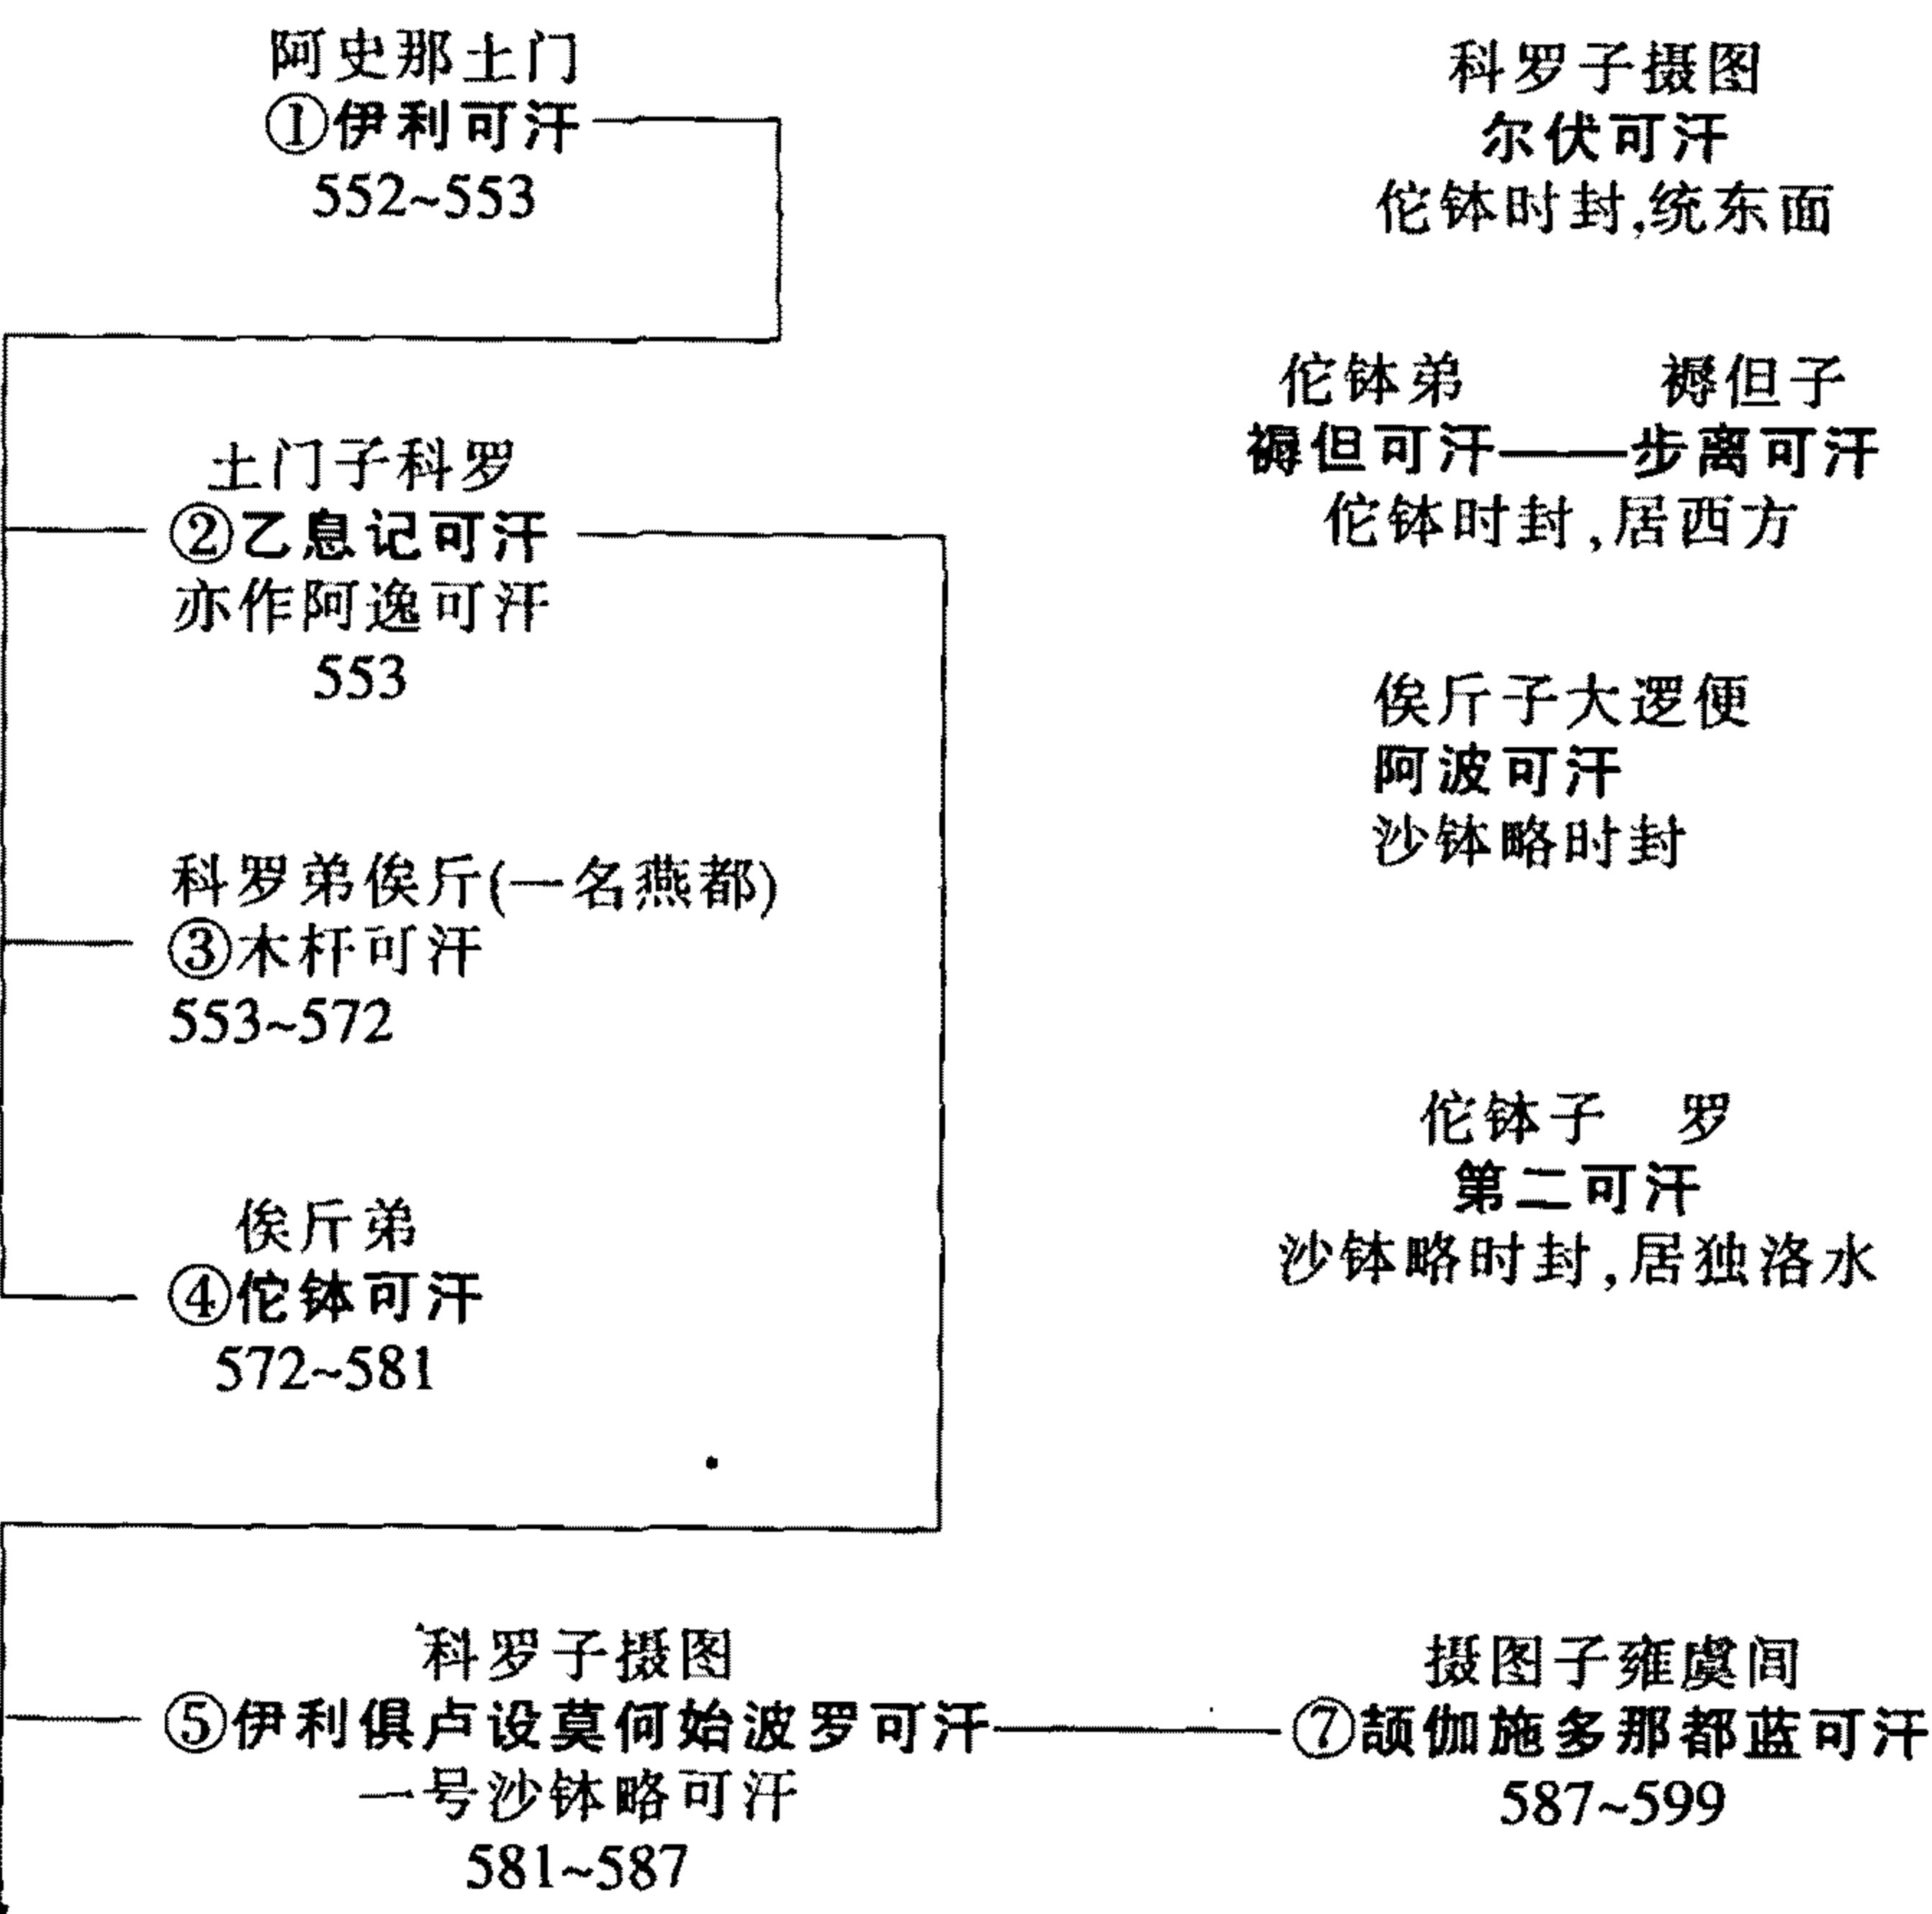 阿史那土门
①伊利可汗
552~553
科罗子摄图
尔伏可汗
佗钵时封,统东面
佗钵弟
褥但可汗
佗钵时封,居西方
褥但子
步离可汗
土门子科罗
②乙息记可汗
亦作阿逸可汗
553
俟斤子大逻便
阿波可汗
沙钵略时封
科罗弟俟斤(一名燕都)
③木杆可汗
553~572
佗钵子 罗
第二可汗
沙钵略时封,居独洛水
俟斤弟
④佗钵可汗
572~581
科罗子摄图
⑤伊利俱卢设莫何始波罗可汗
一号沙钵略可汗
581~587
摄图子雍虞闾
⑦颉伽施多那都蓝可汗
587~599